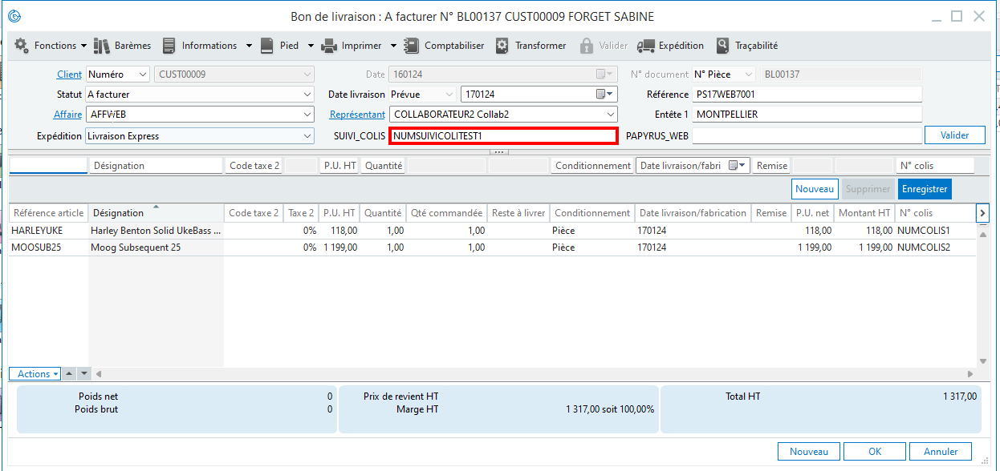 Bon de livraison : A facturer N° BL00137 CUST00009 FORGET SABINE
Fonctions Barèmes Informations Pied Imprimer Comptabiliser Transformer Valider Expédition Traçabilité
Client Numéro CUST00009 Date 160124 N° document N° Pièce BL00137
Statut A facturer Date livraison Prévue 170124 Référence PS17WEB7001
Affaire AFFWEB Représentant COLLABORATEUR2 Collab2 Entête 1 MONTPELLIER
Expédition Livraison Express SUIVI_COLIS NUMSUIVICOLITEST1 PAPYRUS_WEB Valider
Désignation Code taxe 2 P.U. HT Quantité Conditionnement Date livraison/fabri Remise N° colis
Nouveau Supprimer Enregistrer
Référence article Désignation Code taxe 2 Taxe 2 P.U. HT Quantité Qté commandée Reste à livrer Conditionnement Date livraison/fabrication Remise P.U. net Montant HT N° colis
HARLEYUKE Harley Benton Solid UkeBass ... 0% 118,00 1,00 1,00 Pièce 170124 118,00 118,00 NUMCOLIS1
MOOSUB25 Moog Subsequent 25 0% 1 199,00 1,00 1,00 Pièce 170124 1 199,00 1 199,00 NUMCOLIS2
Actions
Poids net 0 Prix de revient HT Total HT 1 317,00
Poids brut 0 Marge HT 1 317,00 soit 100,00%
Nouveau OK Annuler